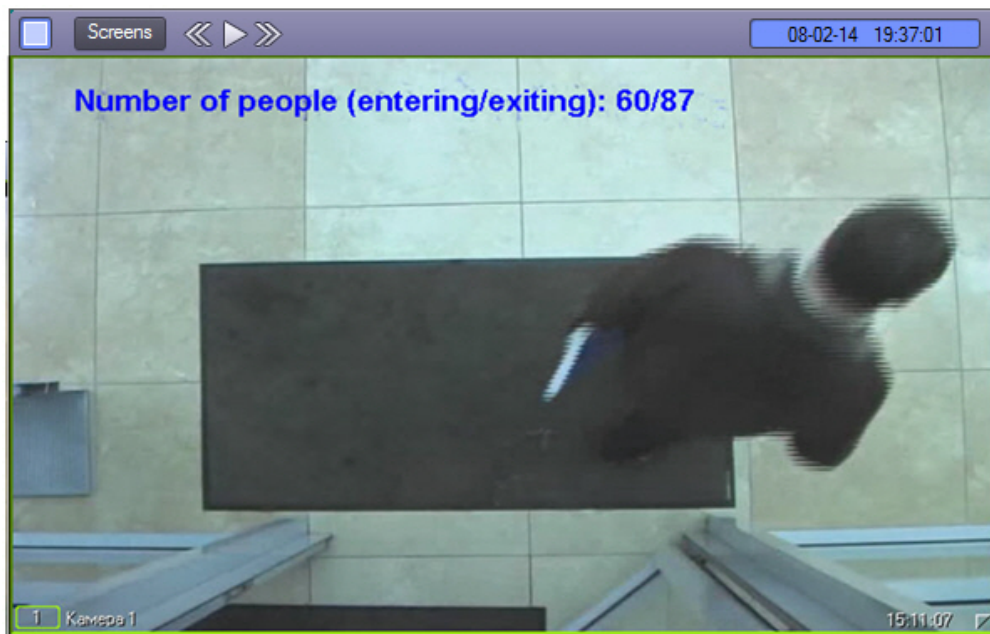 Screens
08-02-14 19:37:01
Number of people (entering/exiting): 60/87
1 Камера 1
15:11:07